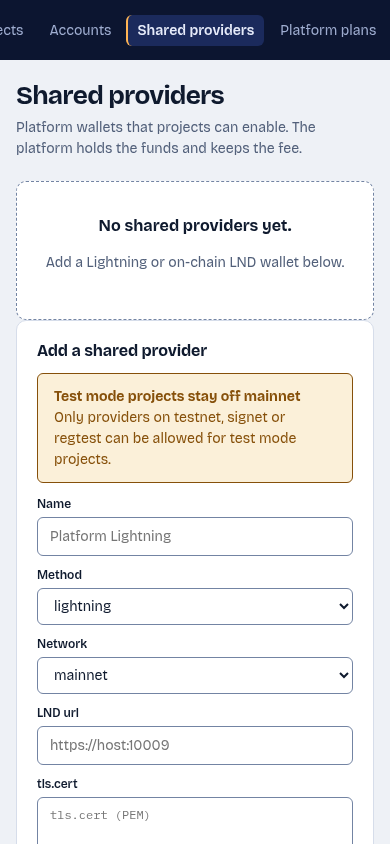 ects Accounts Shared providers Platform plans
Shared providers
Platform wallets that projects can enable. The
platform holds the funds and keeps the fee.
No shared providers yet.
Add a Lightning or on-chain LND wallet below.
Add a shared provider
Test mode projects stay off mainnet
Only providers on testnet, signet or
regtest can be allowed for test mode
projects.
Name
Platform Lightning
Method
lightning
Network
mainnet
LND url
https://host:10009
tls.cert
tls.cert (PEM)